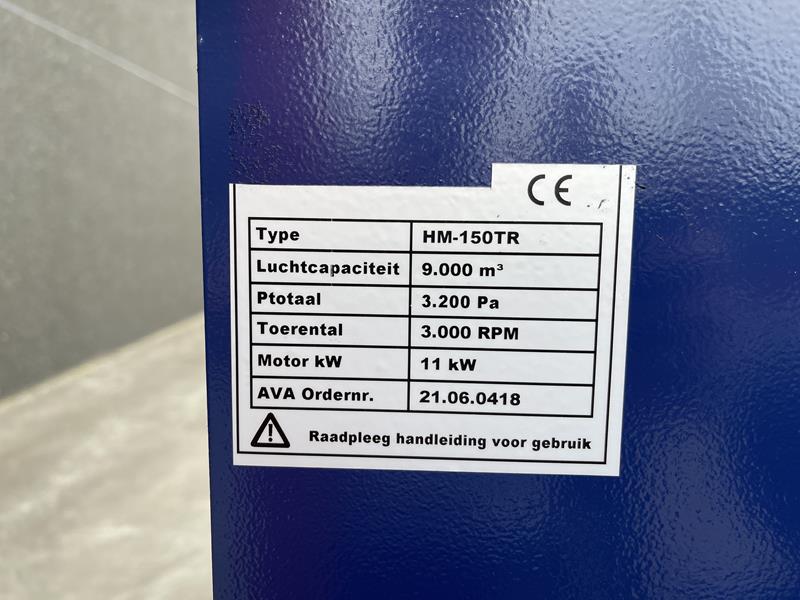 CE
Type HM-150TR
Luchtcapaciteit 9.000 m³
Ptotaal 3.200 Pa
Toerental 3.000 RPM
Motor kW 11 kW
AVA Ordernr. 21.06.0418
Raadpleeg handleiding voor gebruik